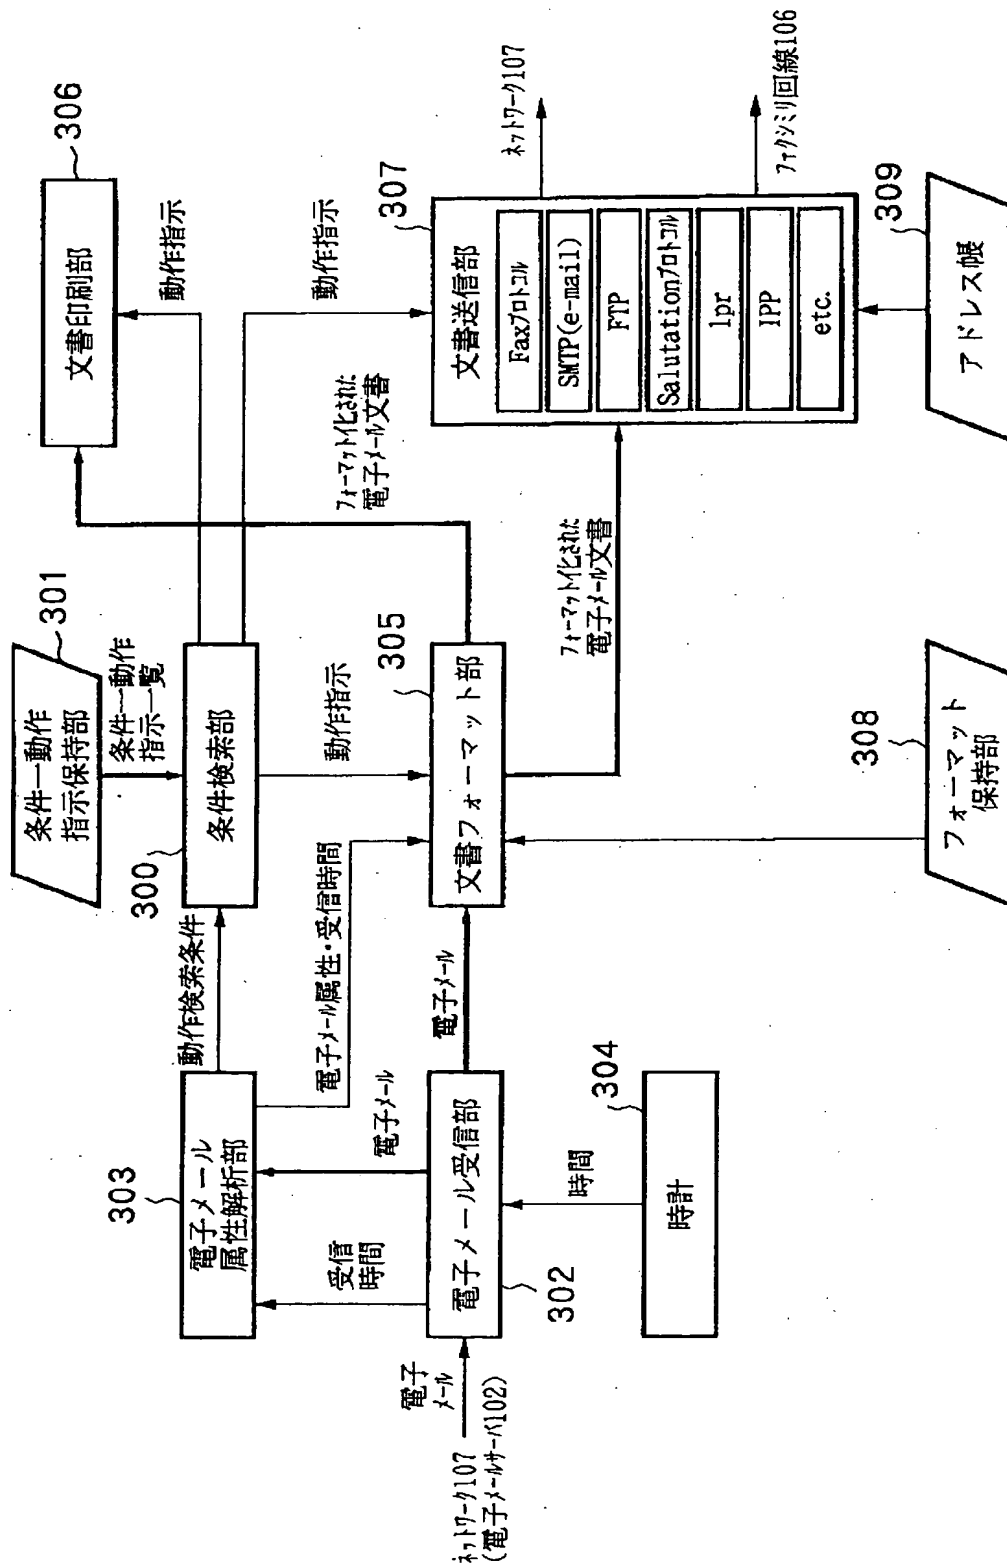 条件ー動作
指示保持部
301
条件ー動作
指示一覧
文書印刷部
306
動作指示
電子メール
属性解析部
303
動作検索条件
300
条件検索部
動作指示
受信
時間
電子メール
電子メール属性・受信時間
動作指示
フォーマット化された
電子メール文書
ネットワーク107
(電子メールサーバ102)
電子
メール
電子メール受信部
302
電子メール
文書フォーマット部
305
フォーマット化された
電子メール文書
文書送信部
307
Faxプロトコル
SMTP(e-mail)
FTP
Salutationプロトコル
lpr
IPP
etc.
ネットワーク107
ファクシミリ回線106
時間
時計
304
フォーマット
保持部
308
アドレス帳
309